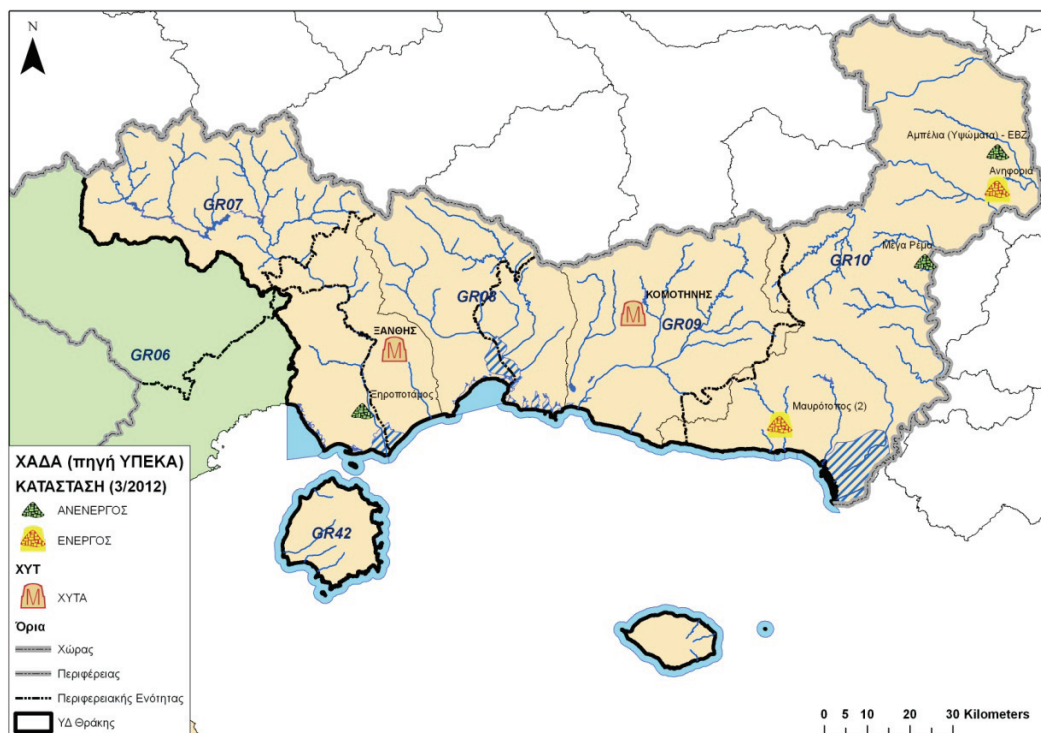 N
Αμπέλια (Υψώματα) - ΕΒΖ
Ανηφοριά
GR07
Μέγα Ρέμα
GR10
GR08
ΚΟΜΟΤΗΝΗΣ
GR09
ΞΑΝΘΗΣ
GR06
Ξηροποτάμος
Μαυρότοπος (2)
GR42
ΧΑΔΑ (πηγή ΥΠΕΚΑ)
ΚΑΤΑΣΤΑΣΗ (3/2012)
ΑΝΕΝΕΡΓΟΣ
ΕΝΕΡΓΟΣ
ΧΥΤ
ΧΥΤΑ
Όρια
Χώρας
Περιφέρειας
Περιφερειακής Ενότητας
ΥΔ Θράκης
0 5 10 20 30 Kilometers